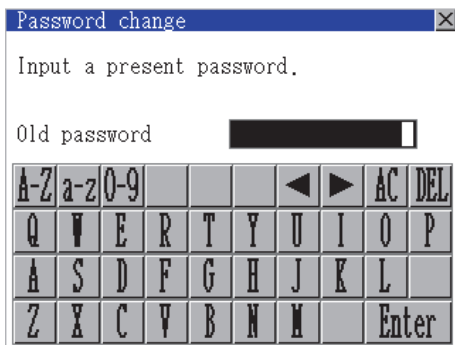 Password change ×
Input a present password.
Old password
A-Z a-z 0-9 ◀ ▶ AC DEL
Q W E R T Y U I O P
A S D F G H J K L
Z X C V B N M Enter